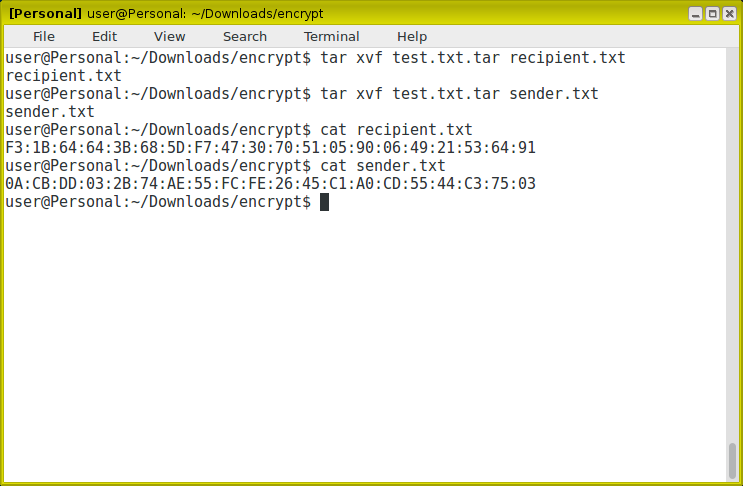 [Personal] user@Personal: ~/Downloads/encrypt
File Edit View Search Terminal Help
user@Personal:~/Downloads/encrypt$ tar xvf test.txt.tar recipient.txt
recipient.txt
user@Personal:~/Downloads/encrypt$ tar xvf test.txt.tar sender.txt
sender.txt
user@Personal:~/Downloads/encrypt$ cat recipient.txt
F3:1B:64:64:3B:68:5D:F7:47:30:70:51:05:90:06:49:21:53:64:91
user@Personal:~/Downloads/encrypt$ cat sender.txt
0A:CB:DD:03:2B:74:AE:55:FC:FE:26:45:C1:A0:CD:55:44:C3:75:03
user@Personal:~/Downloads/encrypt$